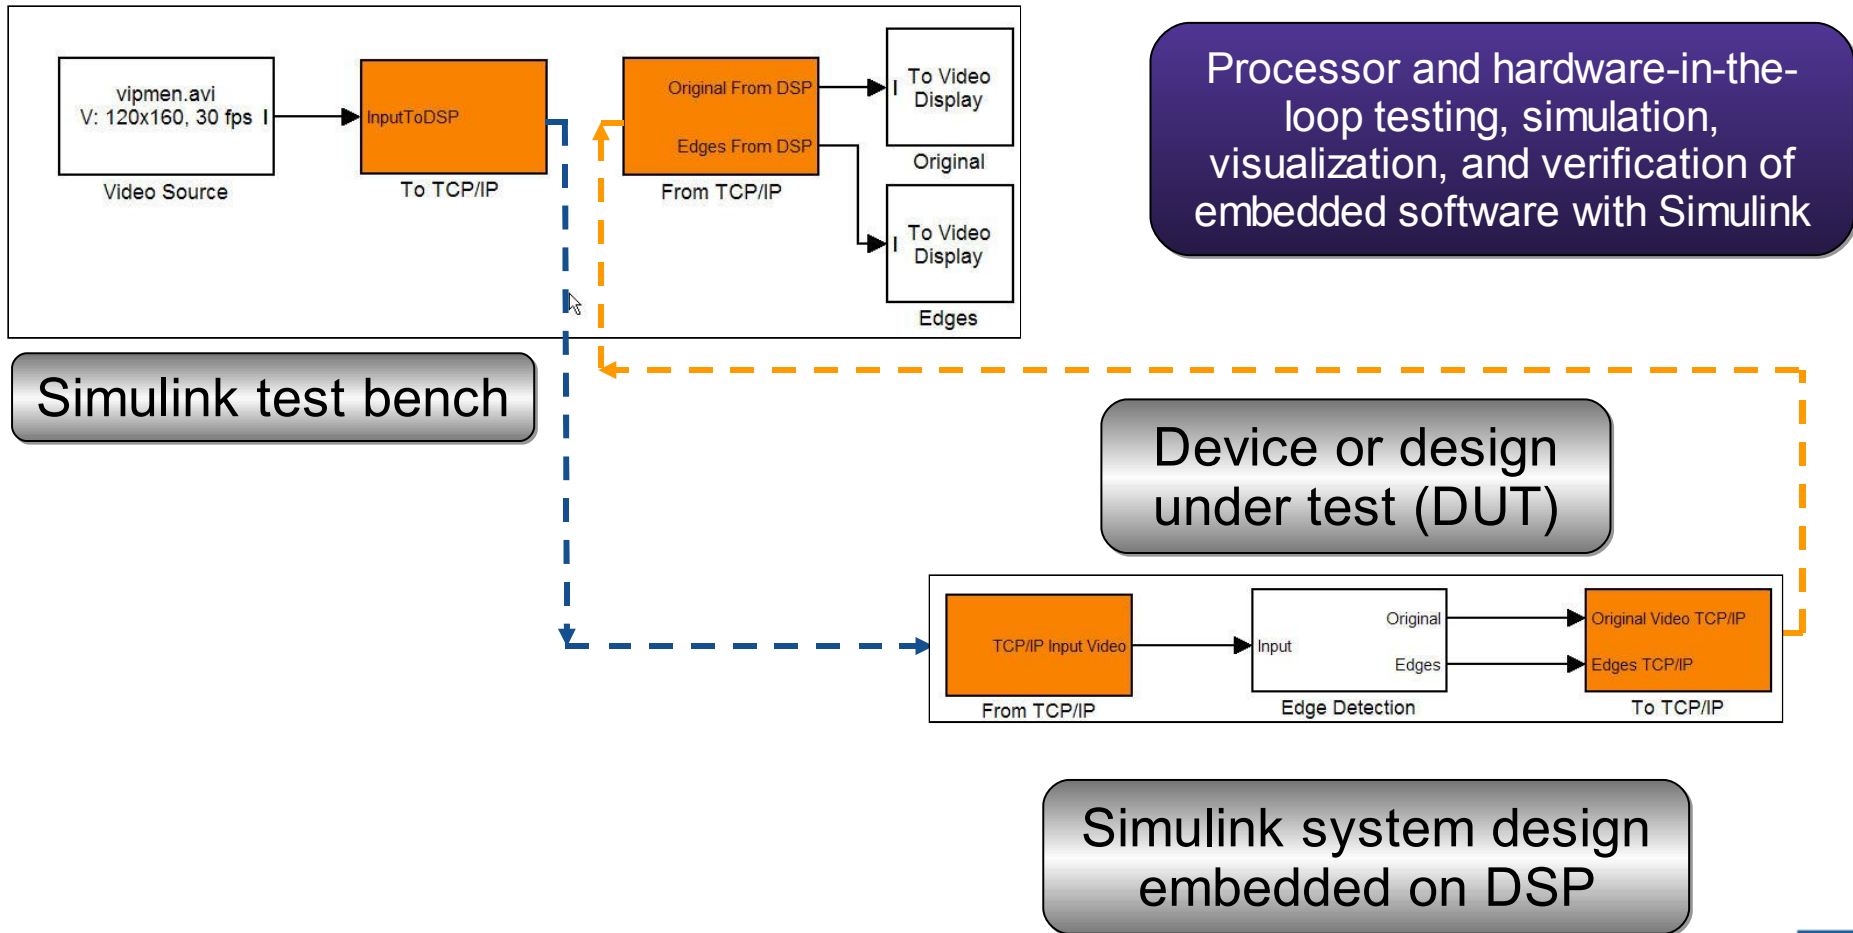 vipmen.avi
V: 120x160, 30 fps I
Video Source
InputToDSP
To TCP/IP
Original From DSP
Edges From DSP
From TCP/IP
I To Video
Display
Original
I To Video
Display
Edges
Processor and hardware-in-the-
loop testing, simulation,
visualization, and verification of
embedded software with Simulink
Simulink test bench
Device or design
under test (DUT)
TCP/IP Input Video
From TCP/IP
Input
Original
Edges
Edge Detection
Original Video TCP/IP
Edges TCP/IP
To TCP/IP
Simulink system design
embedded on DSP